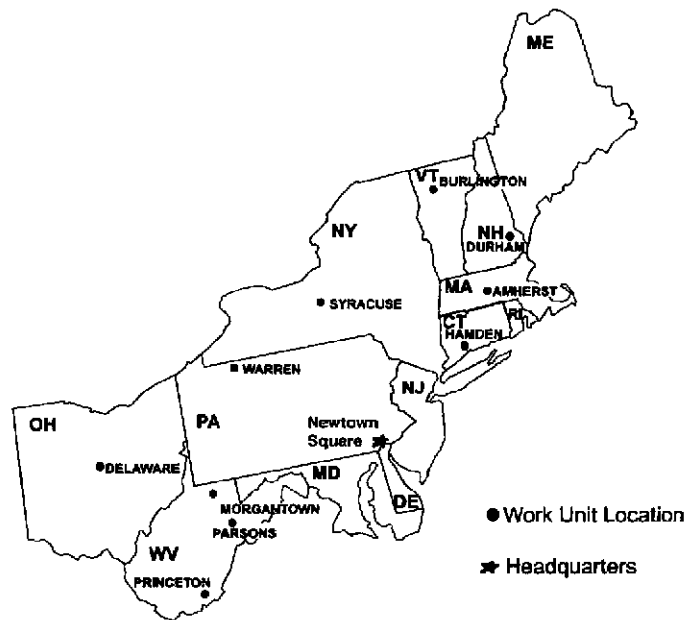 ME
VT
BURLINGTON
NY
NH
DURHAM
MA
AMHERST
SYRACUSE
CT
RI
HAMDEN
WARREN
NJ
OH
PA
Newtown
Square
DELAWARE
MD
MORGANTOWN
DE
PARSONS
Work Unit Location
WV
Headquarters
PRINCETON